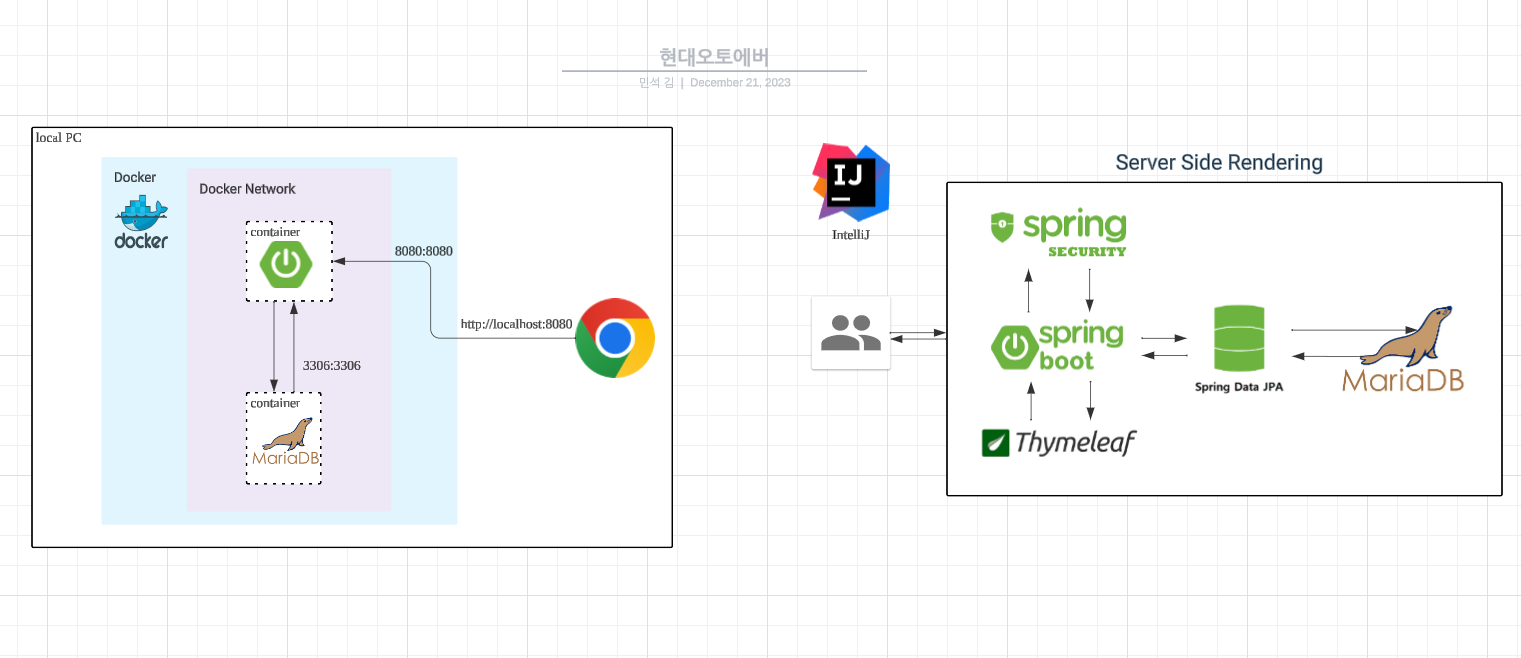 현대오토에버
민석 김 | December 21, 2023
local PC
Docker
docker
Docker Network
container
8080:8080
http://localhost:8080
3306:3306
container
MariaDB
IJ
IntelliJ
Server Side Rendering
spring
SECURITY
spring
boot
Spring Data JPA
MariaDB
Thymeleaf